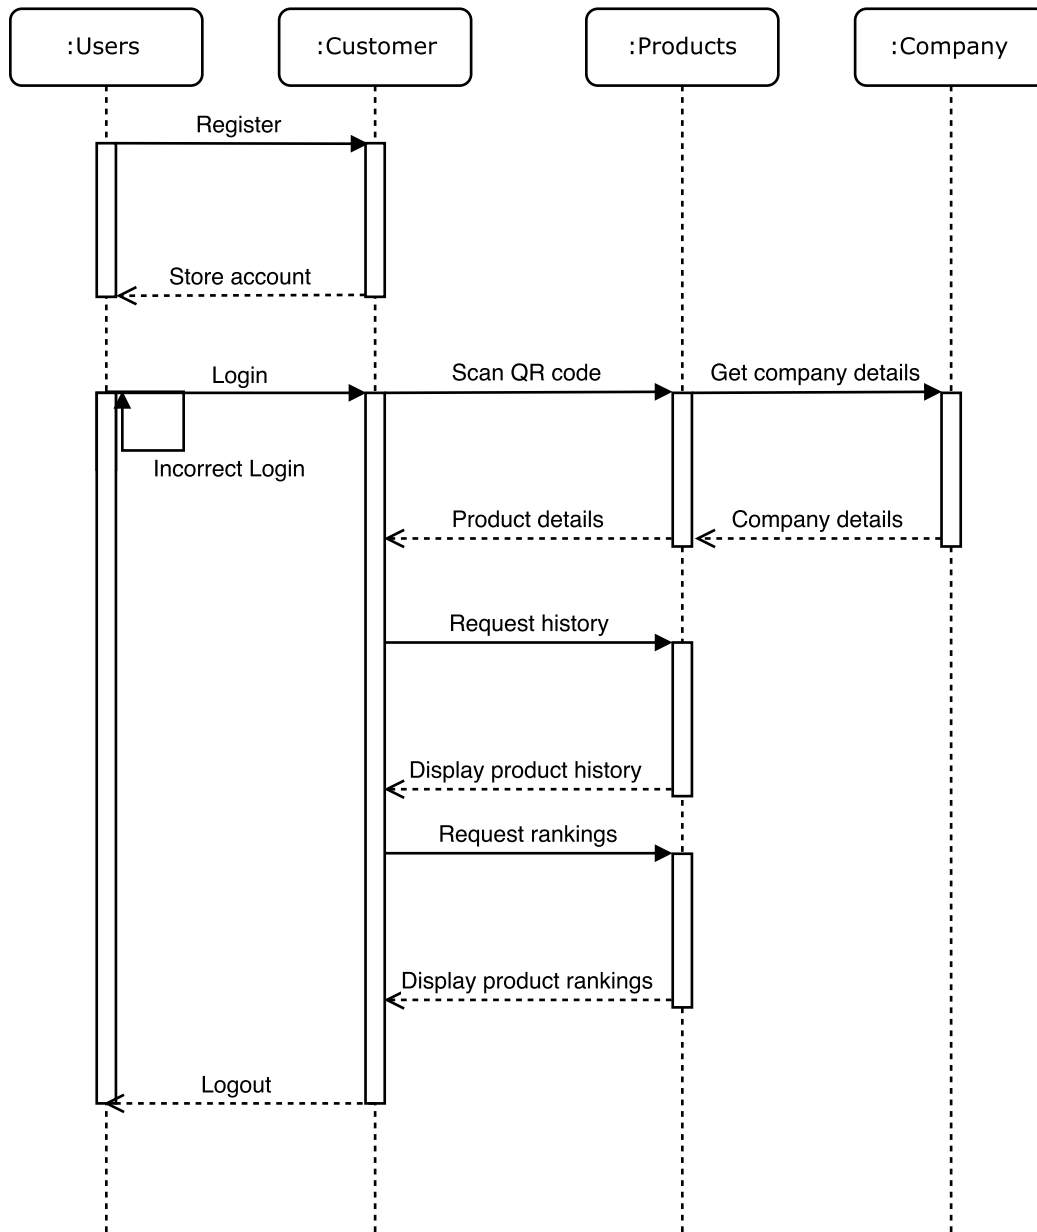 :Users
:Customer
:Products
:Company
Register
Store account
Login
Scan QR code
Get company details
Incorrect Login
Product details
Company details
Request history
Display product history
Request rankings
Display product rankings
Logout